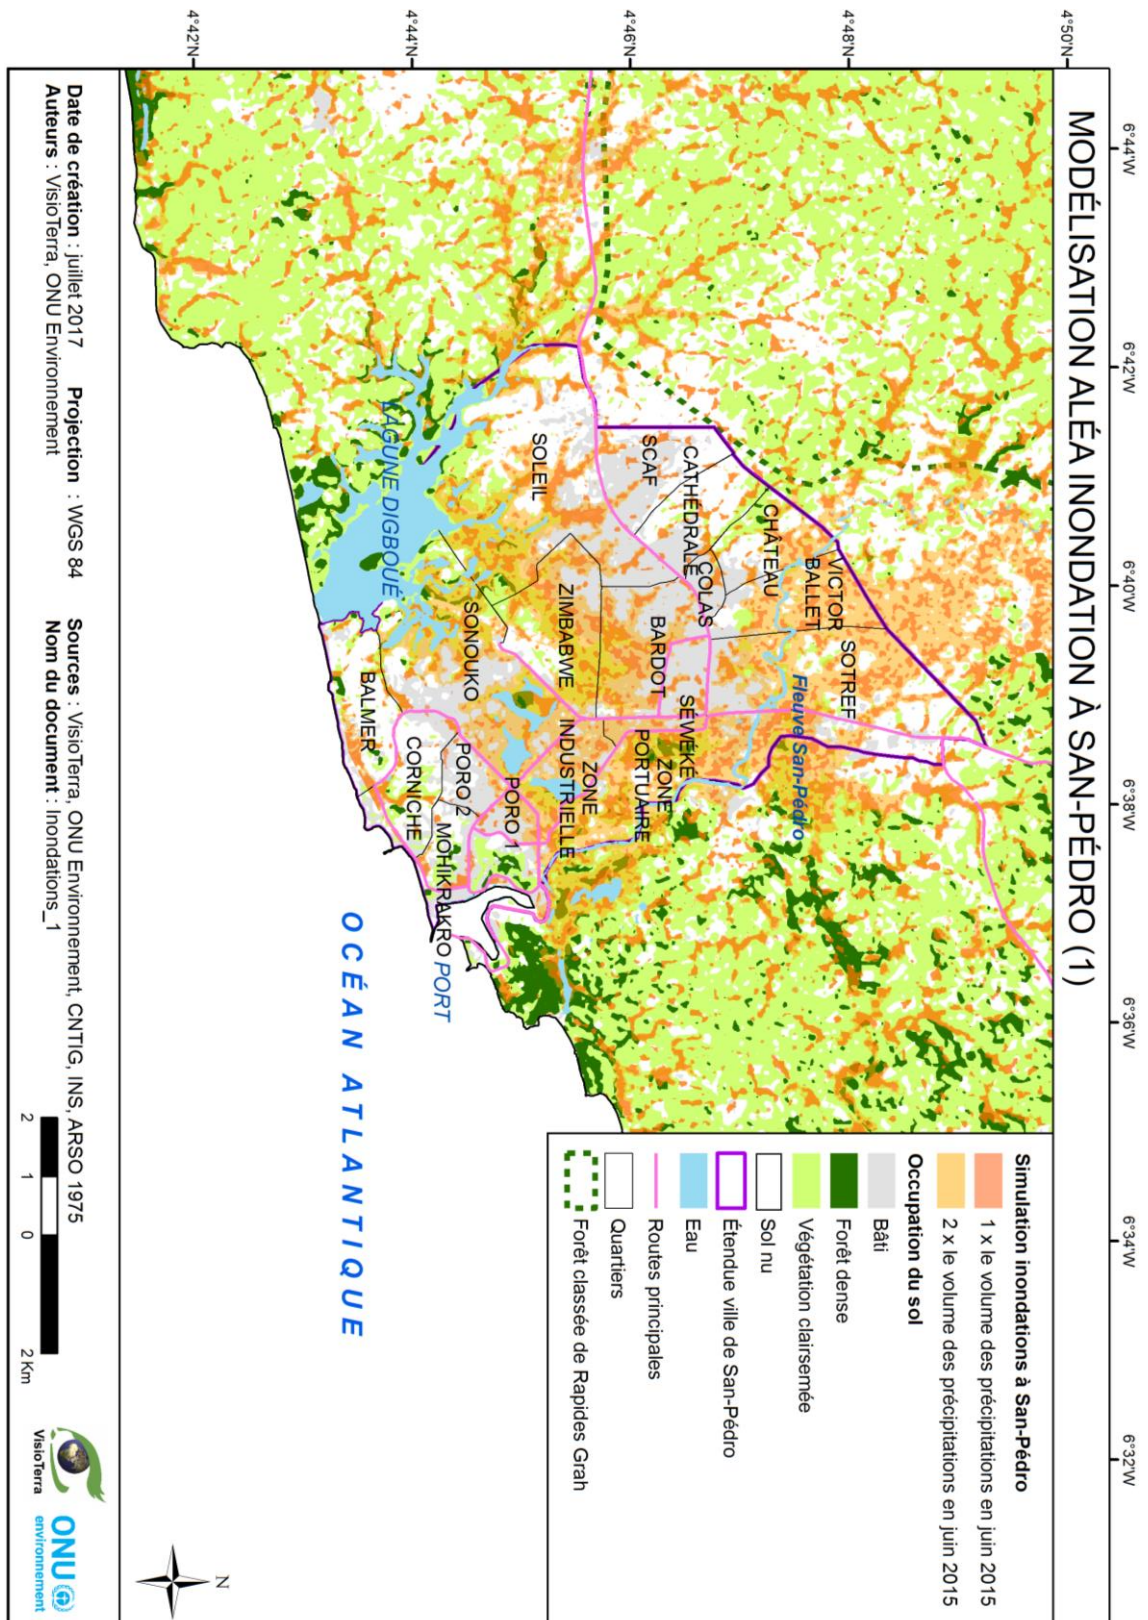 MODÉLISATION ALÉA INONDATION À SAN-PÉDRO (1)
6°44'W
6°42'W
6°40'W
6°38'W
6°36'W
6°34'W
6°32'W
4°50'N
4°48'N
4°46'N
4°44'N
4°42'N
VICTOR
BALLET
SOTREF
CHÂTEAU
Fleuve San-Pédro
CATHÉDRALE
COLAS
SCAF
BARDOT
SÉWÉKÉ
ZONE
PORTUAIRE
SOLEIL
ZIMBABWE
ZONE
INDUSTRIELLE
SONOUKO
PORO 1
PORO 2
MOHIKRAKRO
PORT
LAGUNE DIGBOUÉ
BALMER
CORNICHE
OCÉAN ATLANTIQUE
Simulation inondations à San-Pédro
1 x le volume des précipitations en juin 2015
2 x le volume des précipitations en juin 2015
Occupation du sol
Bâti
Forêt dense
Végétation clairsemée
Sol nu
Étendue ville de San-Pédro
Eau
Routes principales
Quartiers
Forêt classée de Rapides Grah
N
Date de création : juillet 2017 Projection : WGS 84
Auteurs : VisioTerra, ONU Environnement
Sources : VisioTerra, ONU Environnement, CNTIG, INS, ARSO 1975
Nom du document : Inondations_1
2 1 0 2 Km
VisioTerra
ONU
environnement